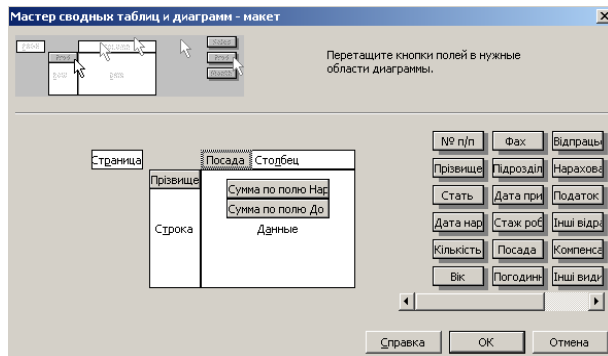 Мастер сводных таблиц и диаграмм - макет
Перетащите кнопки полей в нужные
области диаграммы.
Страница
Посада
Столбец
Прізвище
Сумма по полю Нар
Сумма по полю До
Строка
Данные
№ п/п
Фах
Відпраць
Прізвище
Підрозділ
Нарахова
Стать
Дата при
Податок
Дата нар
Стаж роб
Інші відра
Кількість
Посада
Компенса
Вік
Погодинн
Інші види
Справка
ОК
Отмена